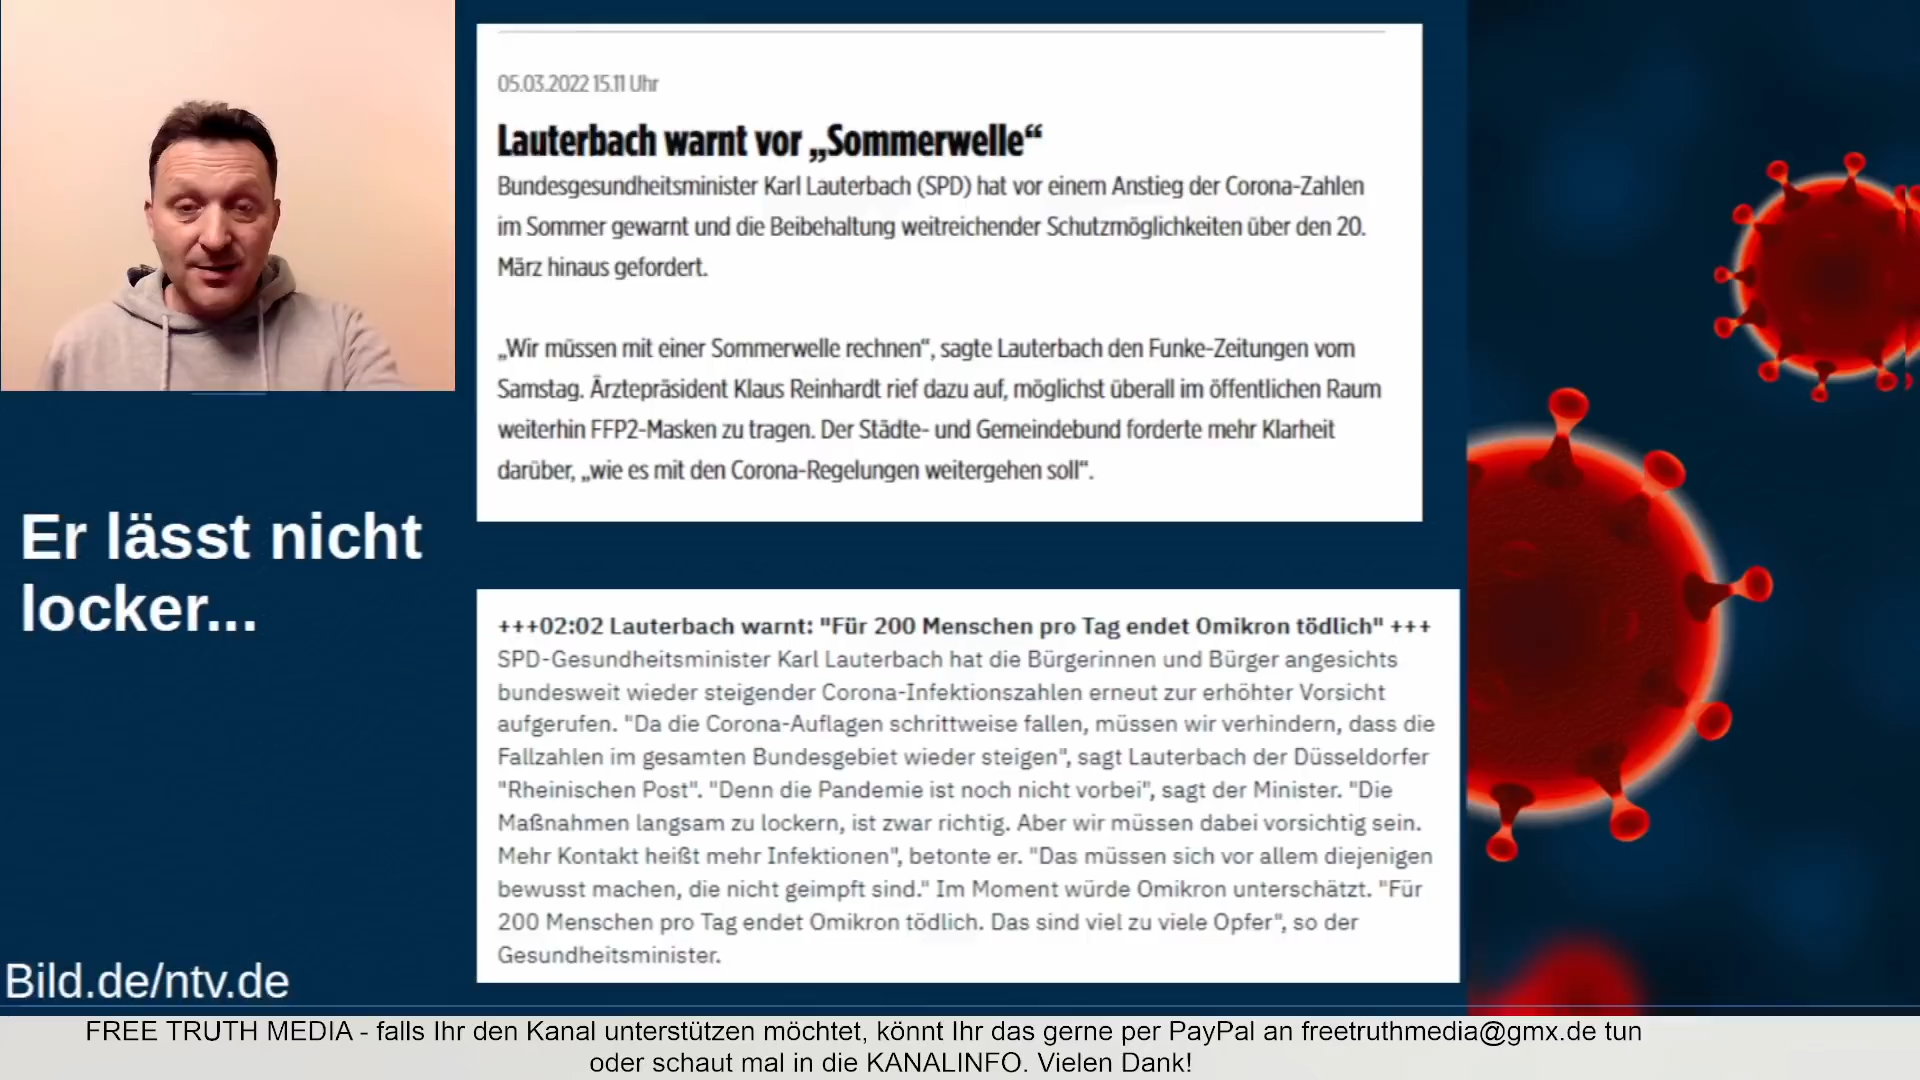 05.03.2022 15.11 Uhr
Lauterbach warnt vor „Sommerwelle“
Bundesgesundheitsminister Karl Lauterbach (SPD) hat vor einem Anstieg der Corona-Zahlen
im Sommer gewarnt und die Beibehaltung weitreichender Schutzmöglichkeiten über den 20.
März hinaus gefordert.
„Wir müssen mit einer Sommerwelle rechnen“, sagte Lauterbach den Funke-Zeitungen vom
Samstag. Ärztepräsident Klaus Reinhardt rief dazu auf, möglichst überall im öffentlichen Raum
weiterhin FFP2-Masken zu tragen. Der Städte- und Gemeindebund forderte mehr Klarheit
darüber, „wie es mit den Corona-Regelungen weitergehen soll“.
Er lässt nicht
locker...
+++02:02 Lauterbach warnt: "Für 200 Menschen pro Tag endet Omikron tödlich" +++
SPD-Gesundheitsminister Karl Lauterbach hat die Bürgerinnen und Bürger angesichts
bundesweit wieder steigender Corona-Infektionszahlen erneut zur erhöhter Vorsicht
aufgerufen. "Da die Corona-Auflagen schrittweise fallen, müssen wir verhindern, dass die
Fallzahlen im gesamten Bundesgebiet wieder steigen", sagt Lauterbach der Düsseldorfer
"Rheinischen Post". "Denn die Pandemie ist noch nicht vorbei", sagt der Minister. "Die
Maßnahmen langsam zu lockern, ist zwar richtig. Aber wir müssen dabei vorsichtig sein.
Mehr Kontakt heißt mehr Infektionen", betonte er. "Das müssen sich vor allem diejenigen
bewusst machen, die nicht geimpft sind." Im Moment würde Omikron unterschätzt. "Für
200 Menschen pro Tag endet Omikron tödlich. Das sind viel zu viele Opfer", so der
Gesundheitsminister.
Bild.de/ntv.de
FREE TRUTH MEDIA - falls Ihr den Kanal unterstützen möchtet, könnt Ihr das gerne per PayPal an freetruthmedia@gmx.de tun
oder schaut mal in die KANALINFO. Vielen Dank!